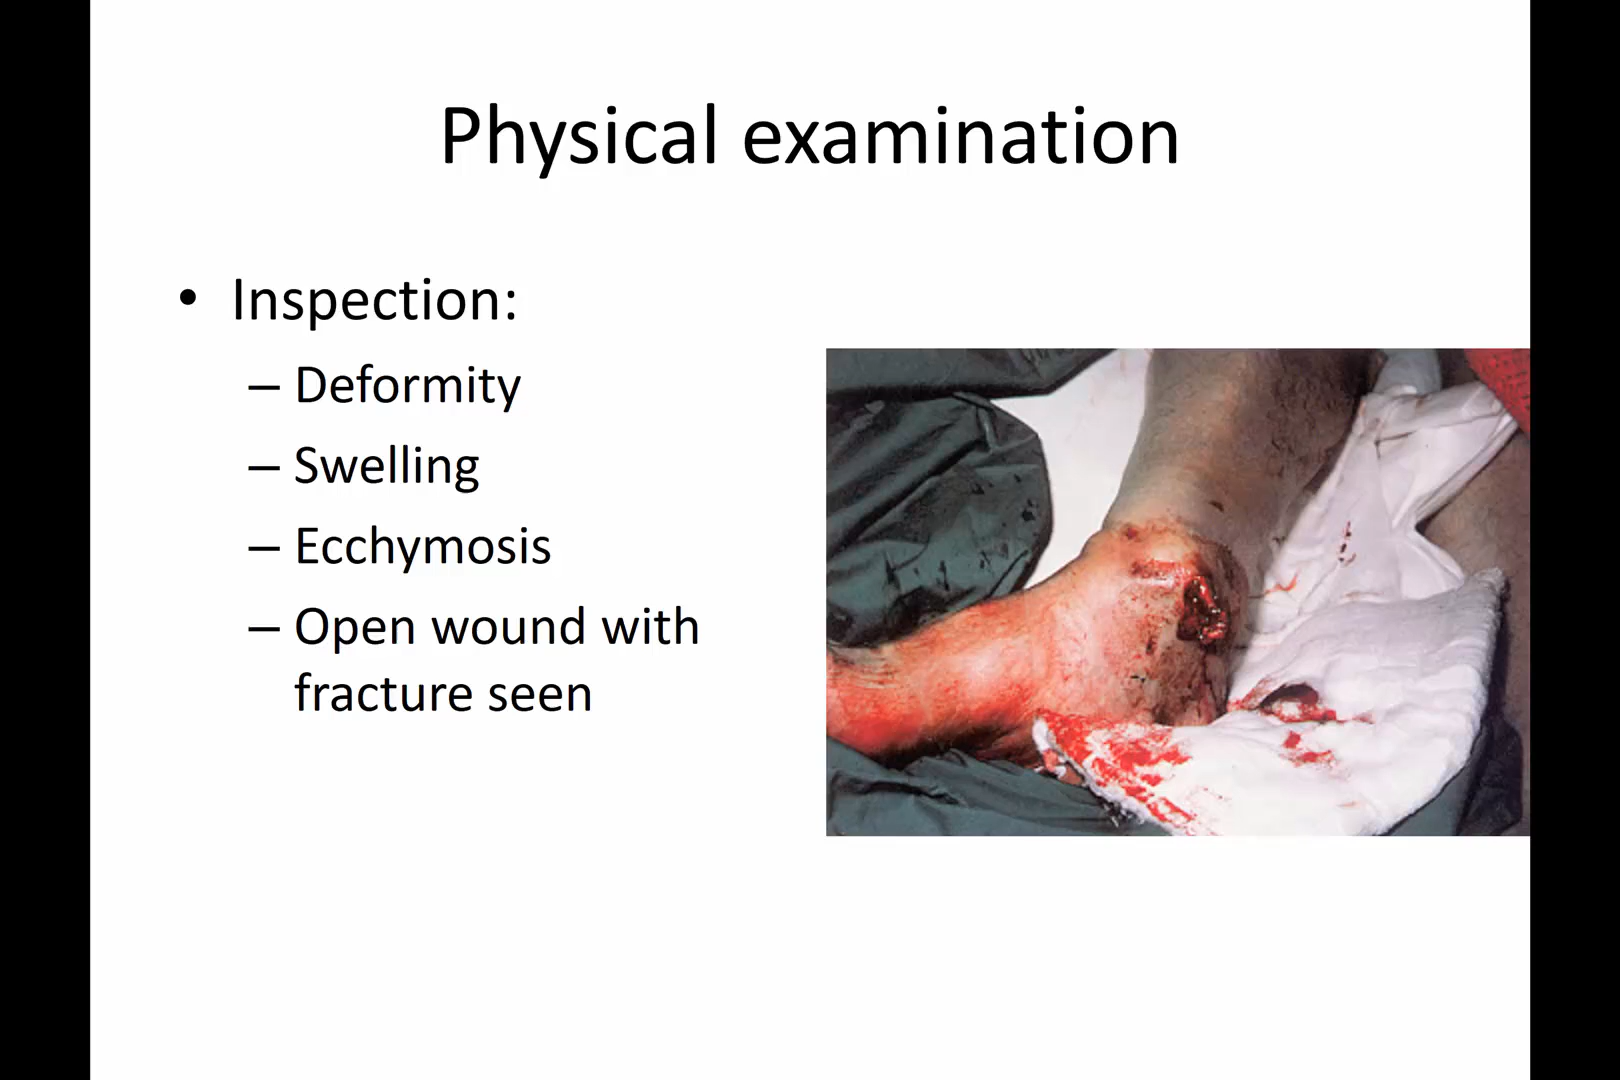 Physical examination
• Inspection:
– Deformity
– Swelling
– Ecchymosis
– Open wound with
fracture seen